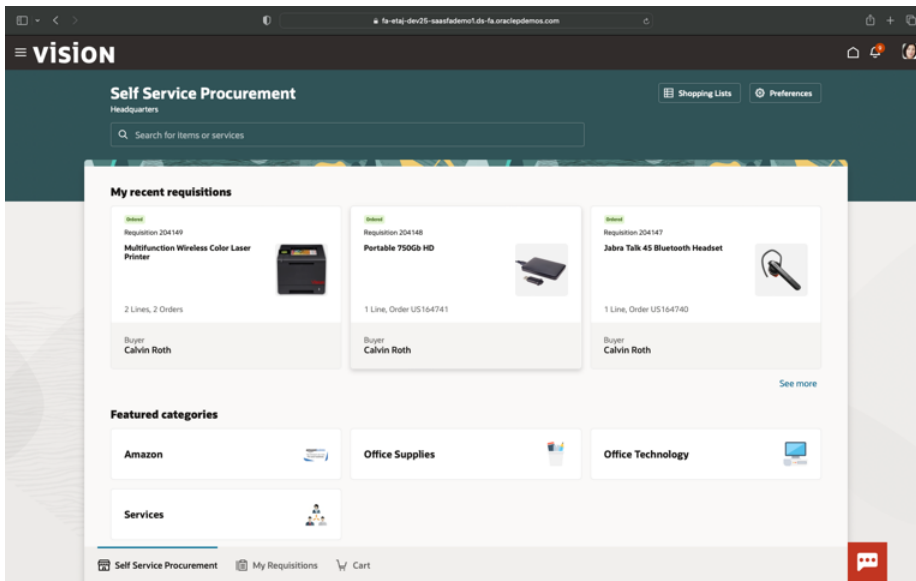 fa-etaj-dev25-saasfademo1.ds-fa.oraclepdemos.com
VISION
Self Service Procurement
Headquarters
Shopping Lists
Preferences
Search for items or services
My recent requisitions
Ordered
Requisition 204149
Multifunction Wireless Color Laser
Printer
2 Lines, 2 Orders
Buyer
Calvin Roth
Ordered
Requisition 204148
Portable 750Gb HD
1 Line, Order US164741
Buyer
Calvin Roth
Ordered
Requisition 204147
Jabra Talk 45 Bluetooth Headset
1 Line, Order US164740
Buyer
Calvin Roth
See more
Featured categories
Amazon
Office Supplies
Office Technology
Services
Self Service Procurement
My Requisitions
Cart